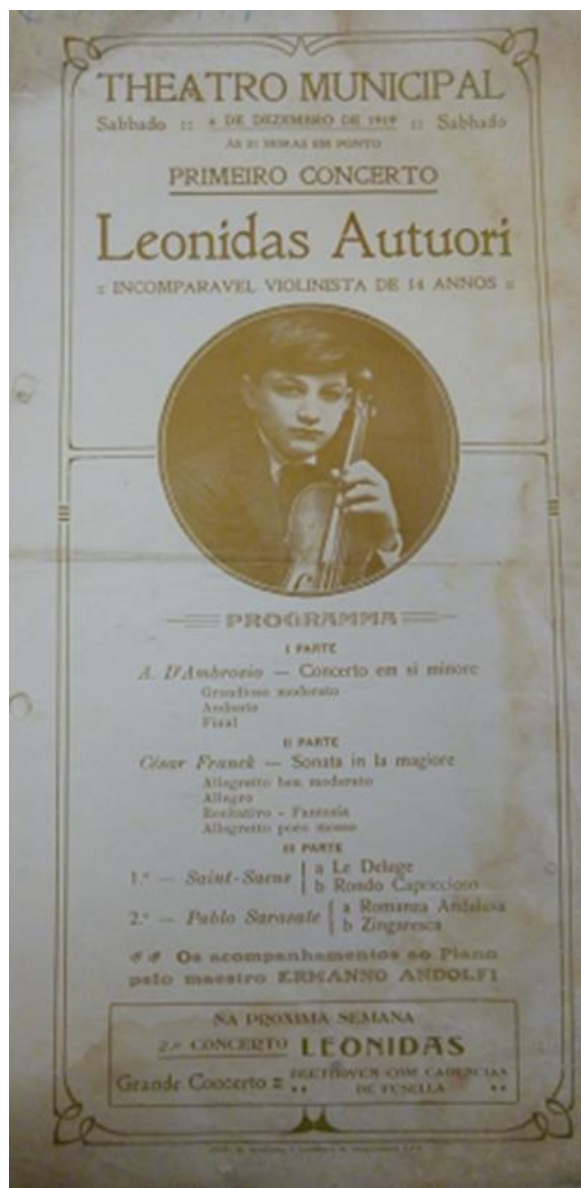 THEATRO MUNICIPAL
Sabbado :: 6 DE DEZEMBRO DE 1919 :: Sabbado
ÁS 21 HORAS EM PONTO
PRIMEIRO CONCERTO
Leonidas Autuori
:: INCOMPARAVEL VIOLINISTA DE 14 ANNOS ::
PROGRAMMA
I PARTE
A. D'Ambrozio — Concerto em si minore
Grandioso moderato
Andante
Final
II PARTE
César Franck — Sonata in la magiore
Allegretto ben moderato
Allegro
Recitativo - Fantasia
Allegretto poco mosso
III PARTE
1.º — Saint-Saens | a Le Deluge
b Rondo Capriccioso
2.º — Pablo Sarasate | a Romanza Andalusa
b Zingaresca
Os acompanhamentos ao Piano
pelo maestro ERMANNO ANDOLFI
NA PROXIMA SEMANA
2.º CONCERTO LEONIDAS
Grande Concerto :: BEETHOVEN COM CADENCIAS
DE FUSELLA